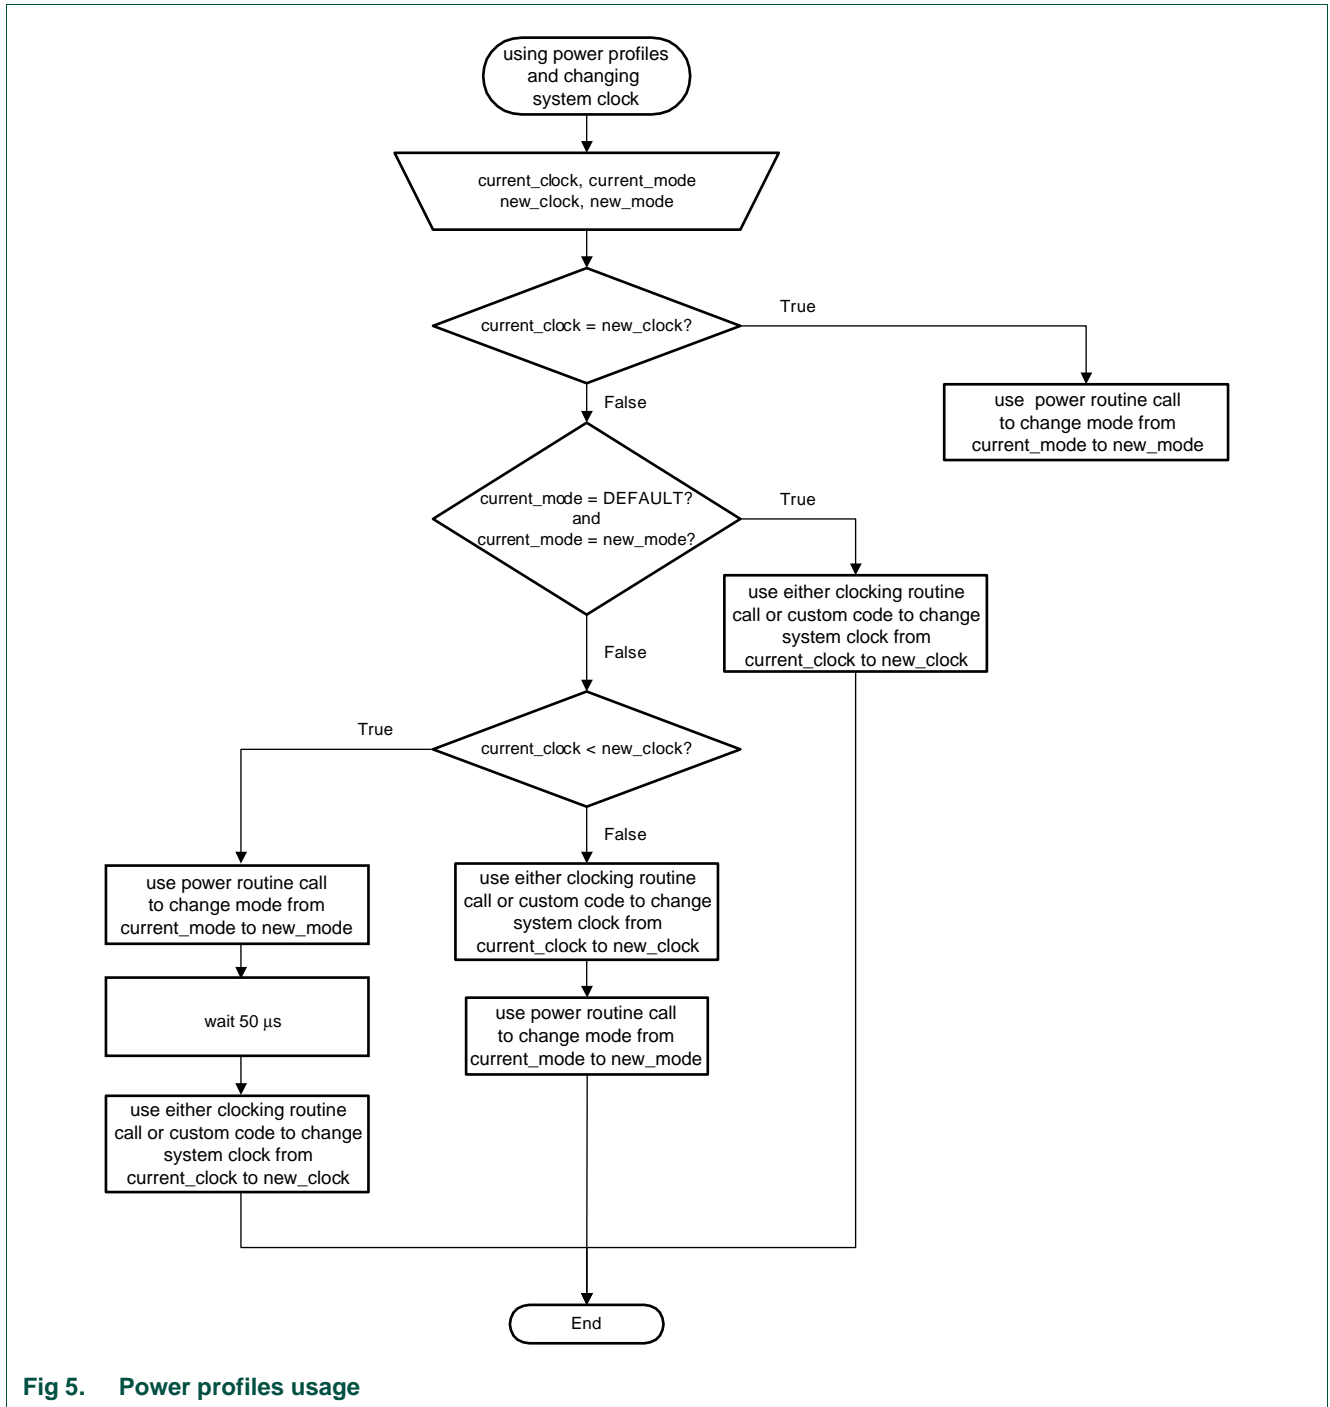 using power profiles
and changing
system clock
current_clock, current_mode
new_clock, new_mode
current_clock = new_clock?
True
False
use power routine call
to change mode from
current_mode to new_mode
current_mode = DEFAULT?
and
current_mode = new_mode?
True
False
use either clocking routine
call or custom code to change
system clock from
current_clock to new_clock
current_clock < new_clock?
True
False
use power routine call
to change mode from
current_mode to new_mode
wait 50 μs
use either clocking routine
call or custom code to change
system clock from
current_clock to new_clock
use either clocking routine
call or custom code to change
system clock from
current_clock to new_clock
use power routine call
to change mode from
current_mode to new_mode
End
Fig 5. Power profiles usage